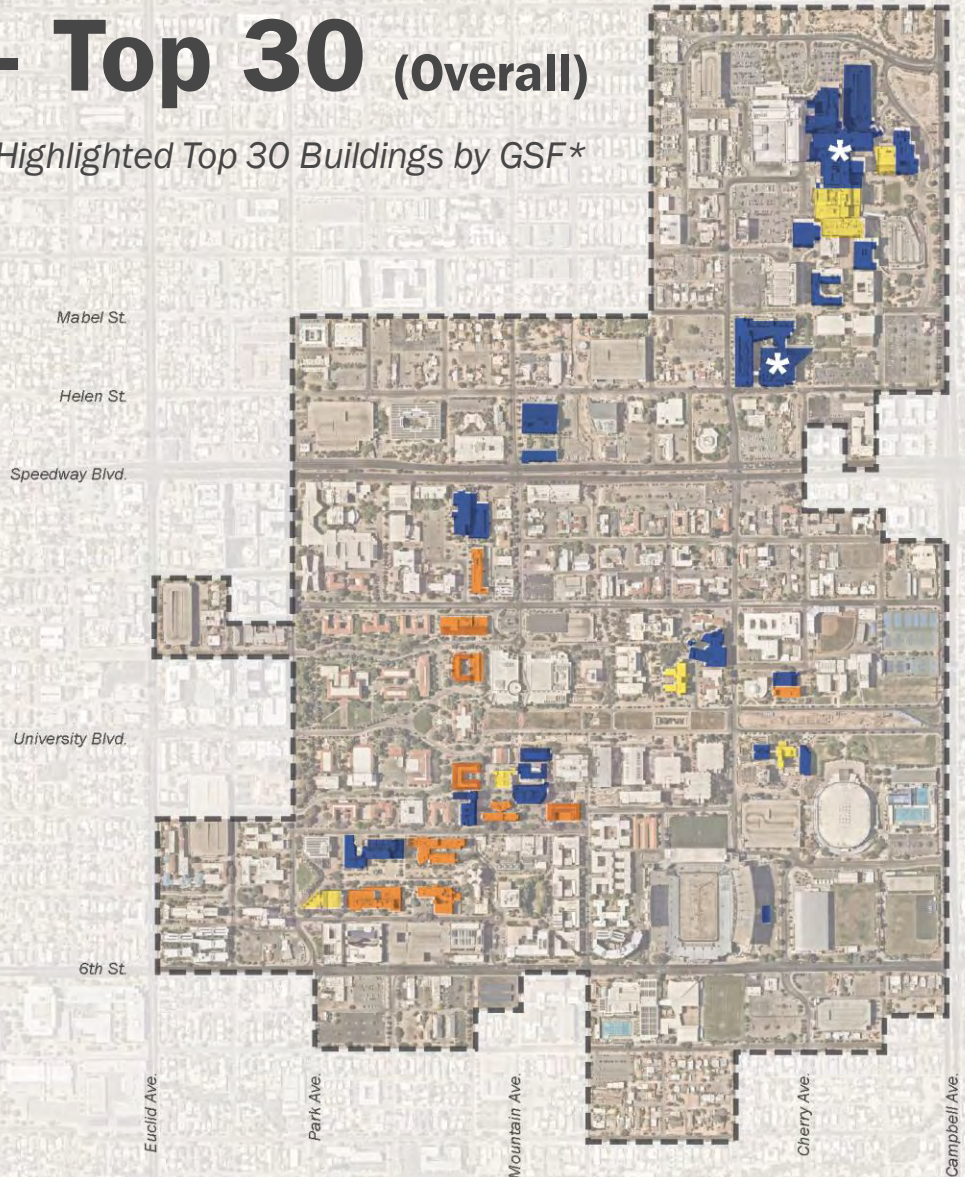 - Top 30 (Overall)
Highlighted Top 30 Buildings by GSF*
*
*
Mabel St.
Helen St.
Speedway Blvd.
University Blvd.
6th St.
Euclid Ave.
Park Ave.
Mountain Ave.
Cherry Ave.
Campbell Ave.